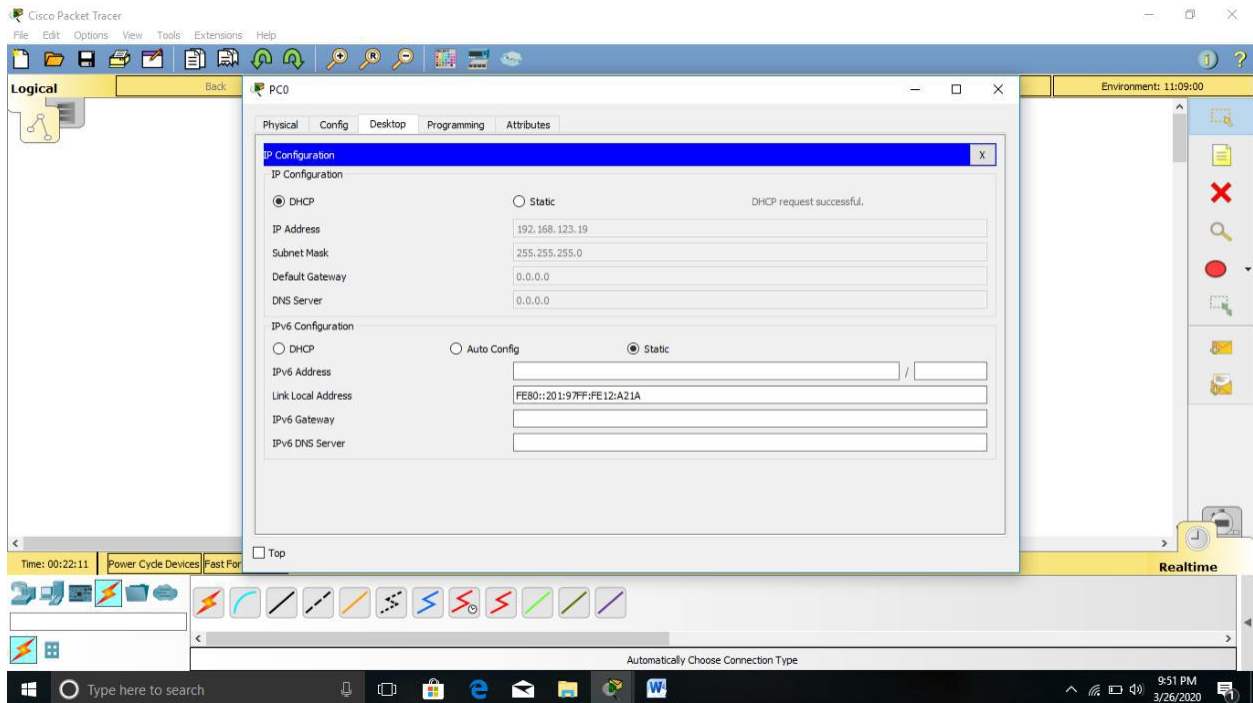 Cisco Packet Tracer
File Edit Options View Tools Extensions Help
Logical
Back
Environment: 11:09:00
PC0
Physical Config Desktop Programming Attributes
IP Configuration
X
IP Configuration
DHCP Static DHCP request successful.
IP Address 192.168.123.19
Subnet Mask 255.255.255.0
Default Gateway 0.0.0.0
DNS Server 0.0.0.0
IPv6 Configuration
DHCP Auto Config Static
IPv6 Address /
Link Local Address FE80::201:97FF:FE12:A21A
IPv6 Gateway
IPv6 DNS Server
Top
Time: 00:22:11 Power Cycle Devices Fast For
Realtime
Automatically Choose Connection Type
Type here to search
9:51 PM
3/26/2020